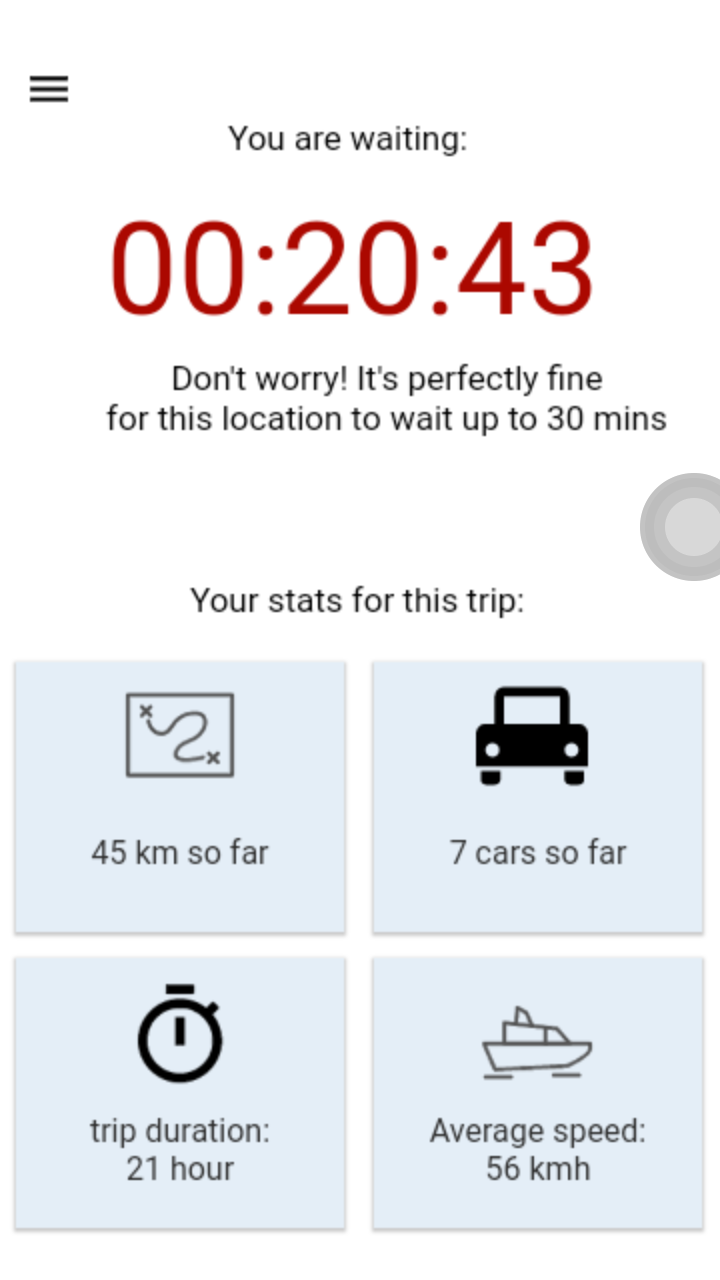 You are waiting:
00:20:43
Don't worry! It's perfectly fine
for this location to wait up to 30 mins
Your stats for this trip:
45 km so far
7 cars so far
trip duration:
21 hour
Average speed:
56 kmh